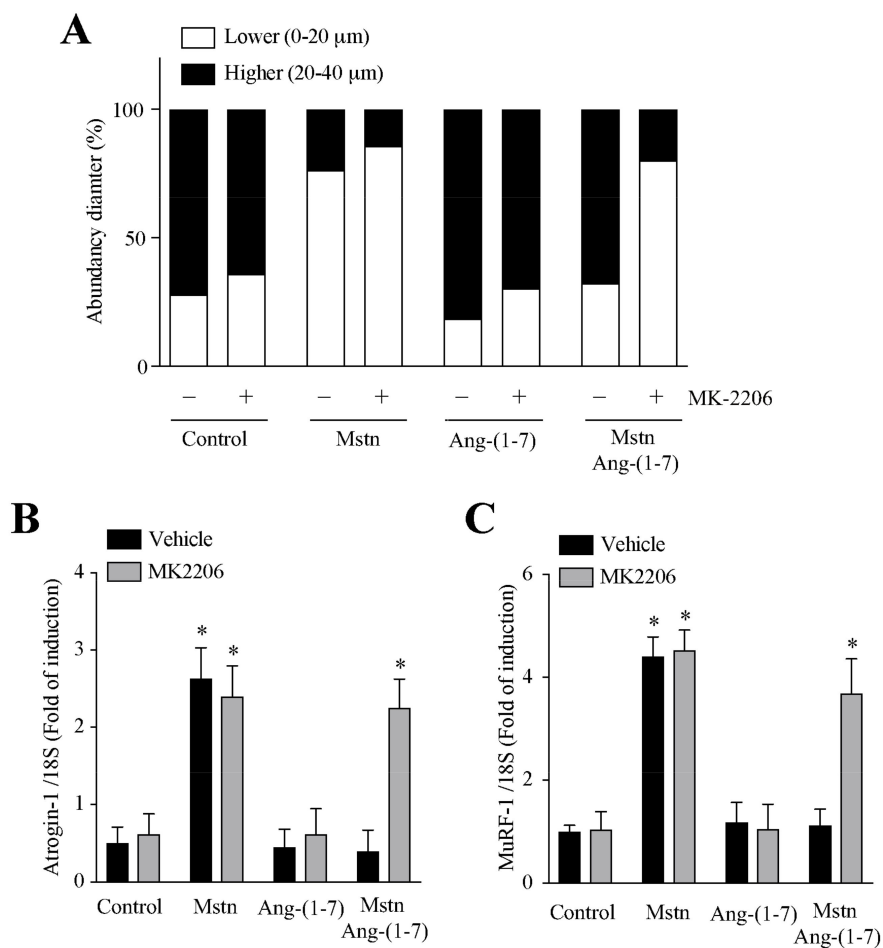 A
Lower (0-20 µm)
Higher (20-40 µm)
Abundancy diamter (%)
100
50
0
− + − + − + − + MK-2206
Control Mstn Ang-(1-7) Mstn
Ang-(1-7)
B
Vehicle
MK2206
Atrogin-1 /18S (Fold of induction)
4
3
2
1
0
* * *
Control Mstn Ang-(1-7) Mstn
Ang-(1-7)
C
Vehicle
MK2206
MuRF-1 /18S (Fold of induction)
6
4
2
0
* * *
Control Mstn Ang-(1-7) Mstn
Ang-(1-7)